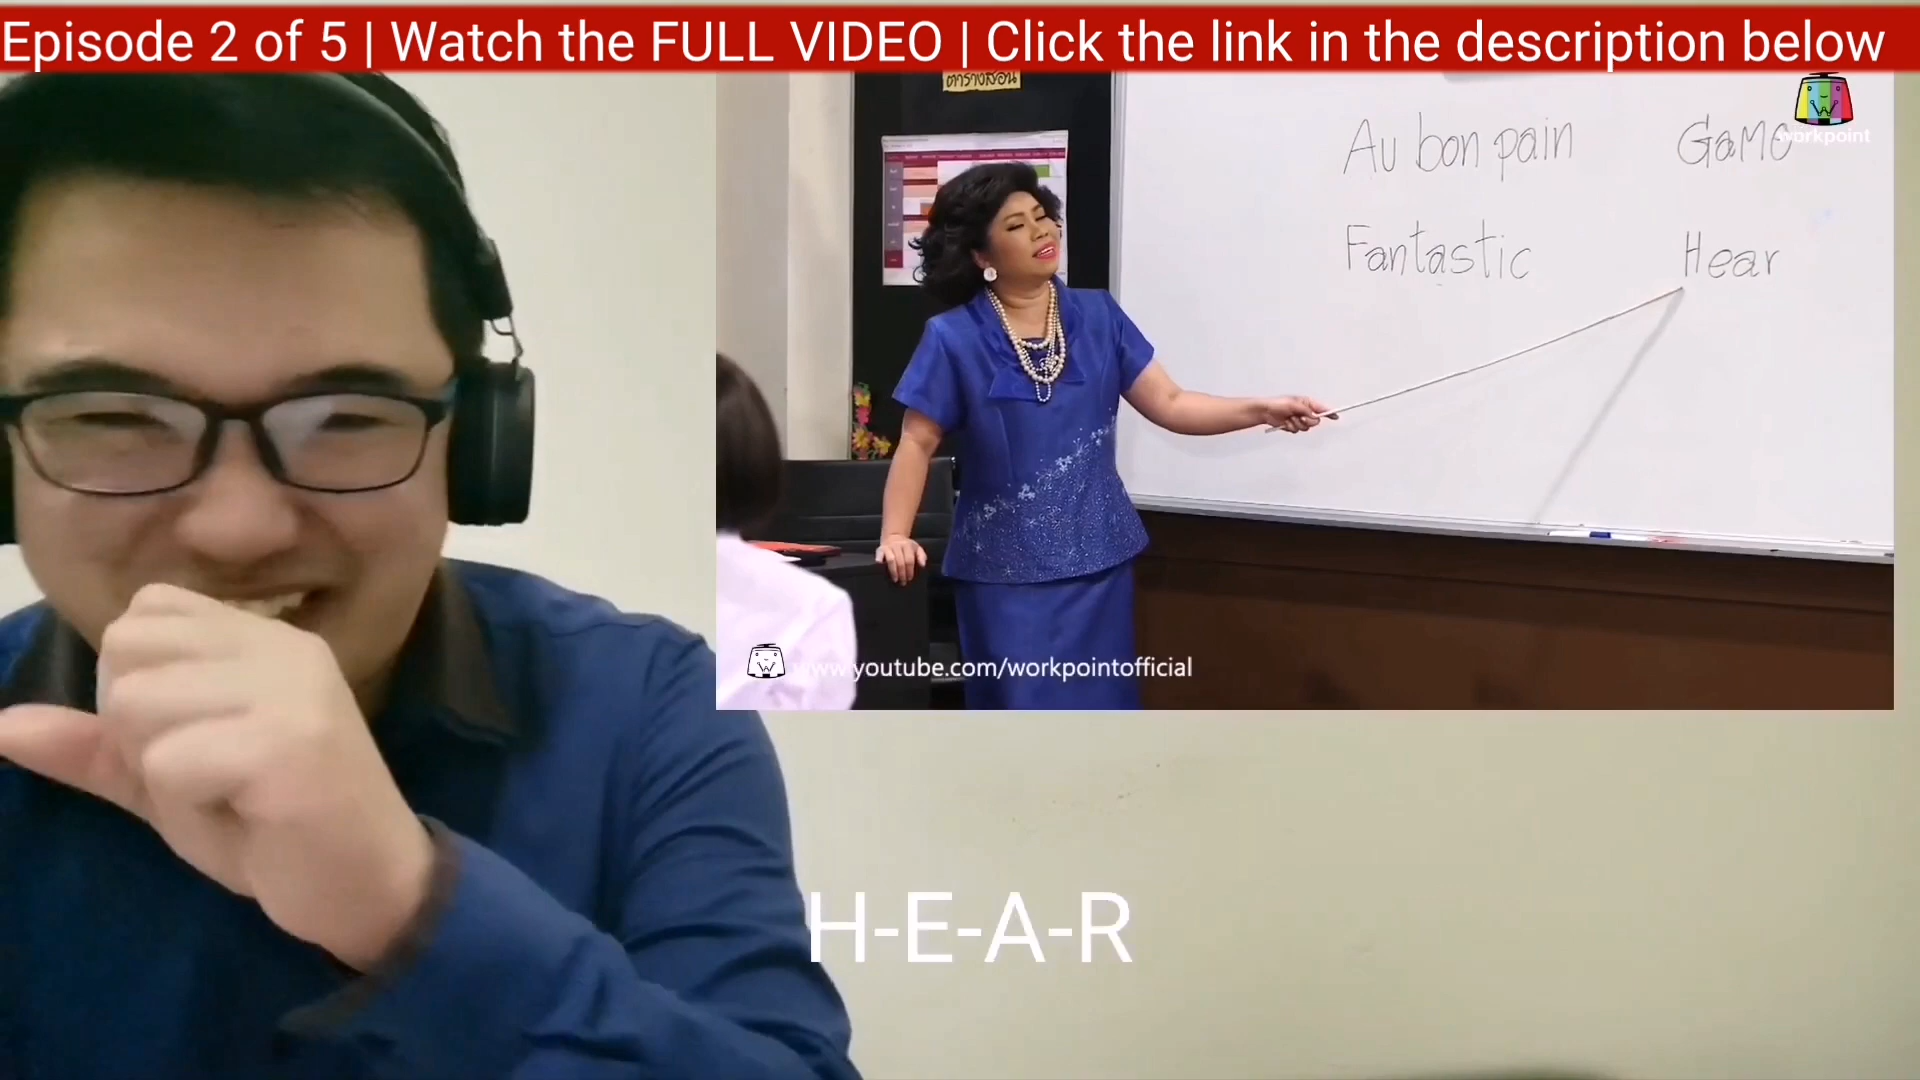 Episode 2 of 5 | Watch the FULL VIDEO | Click the link in the description below
ตารางสอน
workpoint
Au bon pain
Game
Fantastic
Hear
www.youtube.com/workpointofficial
H-E-A-R